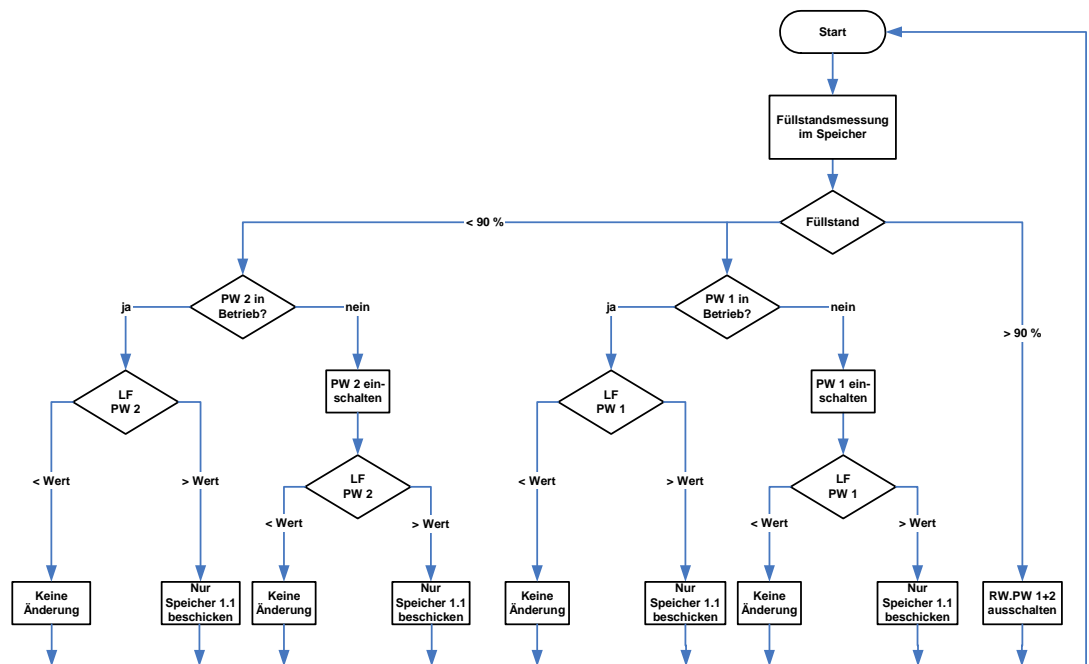 Start
Füllstandsmessung
im Speicher
Füllstand
< 90 %
> 90 %
PW 2 in
Betrieb?
ja
nein
PW 1 in
Betrieb?
ja
nein
LF
PW 2
PW 2 ein-
schalten
LF
PW 1
PW 1 ein-
schalten
< Wert
> Wert
LF
PW 2
< Wert
> Wert
< Wert
> Wert
LF
PW 1
< Wert
> Wert
Keine
Änderung
Nur
Speicher 1.1
beschicken
Keine
Änderung
Nur
Speicher 1.1
beschicken
Keine
Änderung
Nur
Speicher 1.1
beschicken
Keine
Änderung
Nur
Speicher 1.1
beschicken
RW.PW 1+2
ausschalten